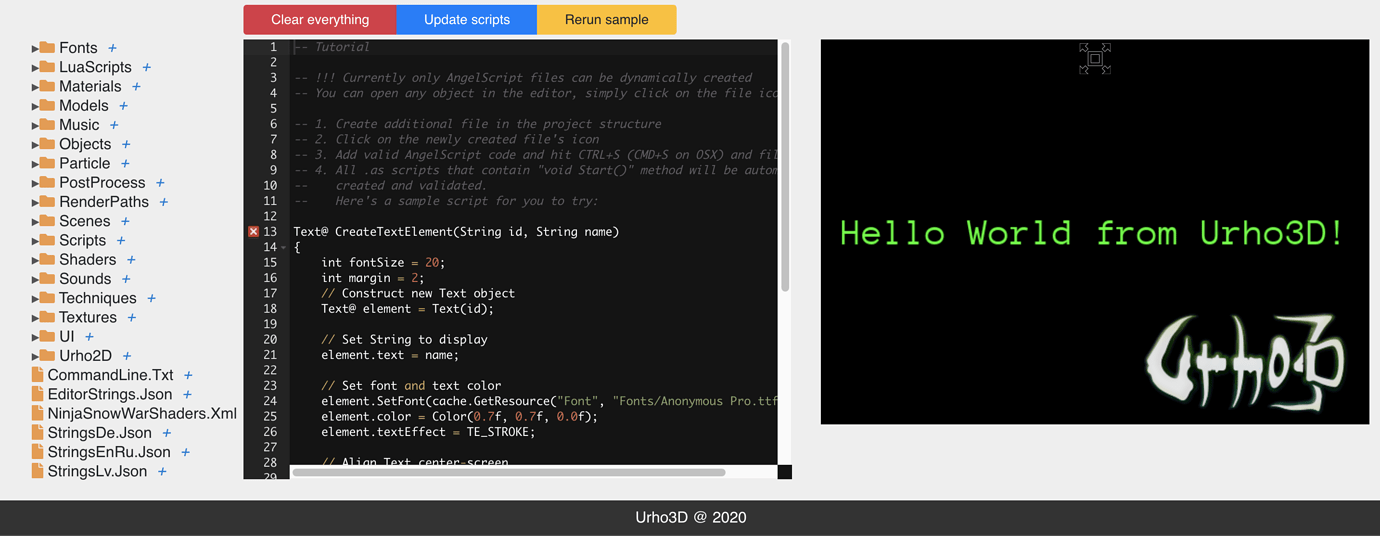 Clear everything Update scripts Rerun sample
Fonts +
LuaScripts +
Materials +
Models +
Music +
Objects +
Particle +
PostProcess +
RenderPaths +
Scenes +
Scripts +
Shaders +
Sounds +
Techniques +
Textures +
UI +
Urho2D +
CommandLine.Txt +
EditorStrings.Json +
NinjaSnowWarShaders.Xml
StringsDe.Json +
StringsEnRu.Json +
StringsLv.Json +
1 -- Tutorial
2
3 -- !!! Currently only AngelScript files can be dynamically created
4 -- You can open any object in the editor, simply click on the file ico
5
6 -- 1. Create additional file in the project structure
7 -- 2. Click on the newly created file's icon
8 -- 3. Add valid AngelScript code and hit CTRL+S (CMD+S on OSX) and fil
9 -- 4. All .as scripts that contain "void Start()" method will be autom
10 -- created and validated.
11 -- Here's a sample script for you to try:
12
13 Text@ CreateTextElement(String id, String name)
14 {
15 int fontSize = 20;
16 int margin = 2;
17 // Construct new Text object
18 Text@ element = Text(id);
19
20 // Set String to display
21 element.text = name;
22
23 // Set font and text color
24 element.SetFont(cache.GetResource("Font", "Fonts/Anonymous Pro.ttf
25 element.color = Color(0.7f, 0.7f, 0.0f);
26 element.textEffect = TE_STROKE;
27
28 // Align Text center-screen
29
Hello World from Urho3D!
Urho3D @ 2020